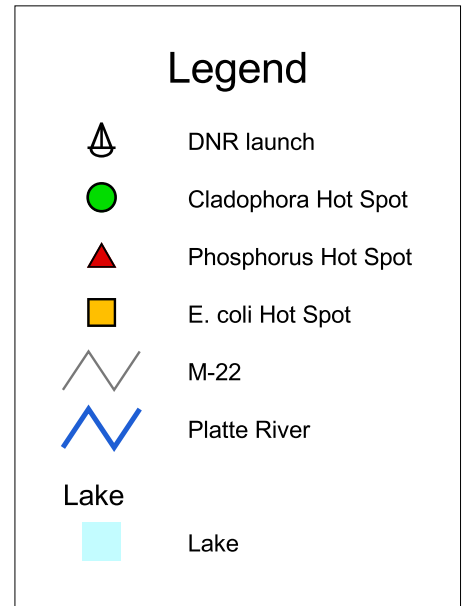 Legend
DNR launch
Cladophora Hot Spot
Phosphorus Hot Spot
E. coli Hot Spot
M-22
Platte River
Lake
Lake